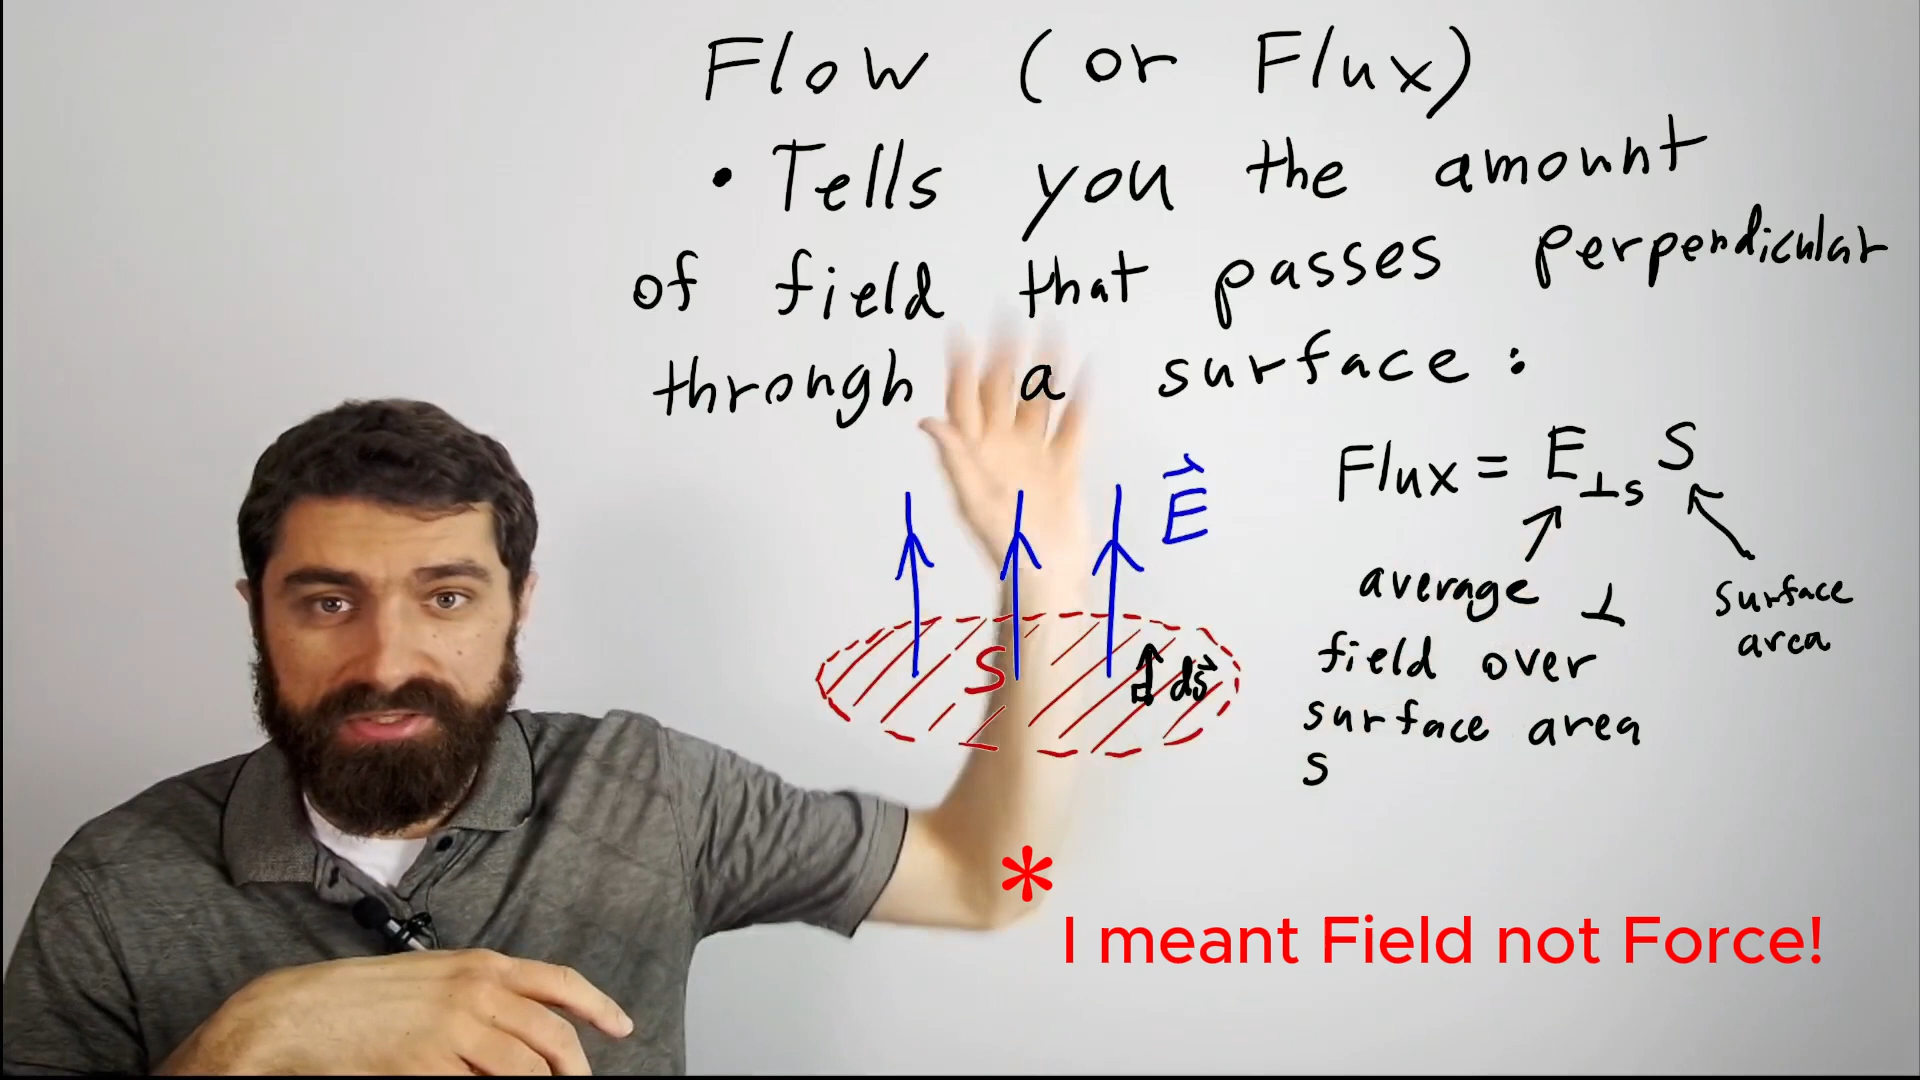 Flow (or Flux)
• Tells you the amount
of field that passes perpendicular
through a surface:
Flux = E⊥s S
average ⊥
field over
surface area
S
surface
area
E⃗
S
ds⃗
*
I meant Field not Force!